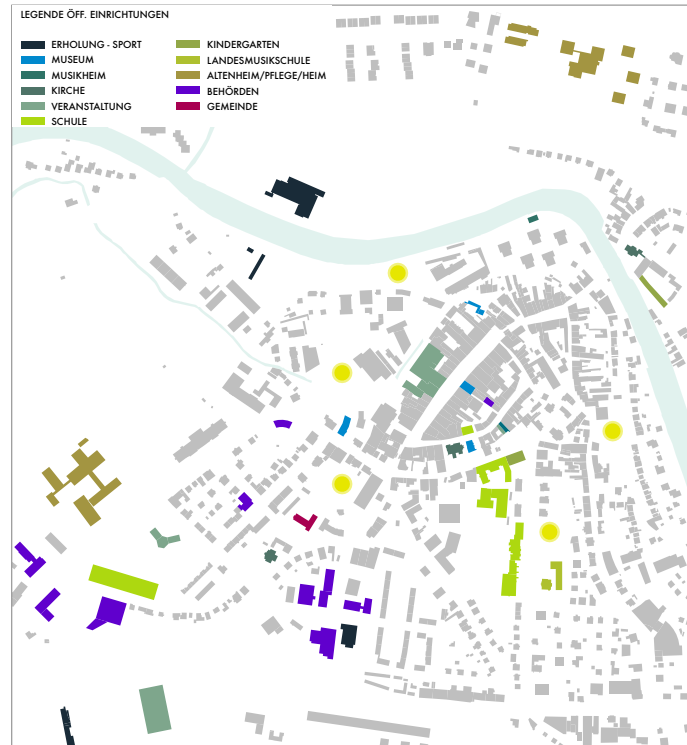 LEGENDE ÖFF. EINRICHTUNGEN
ERHOLUNG - SPORT
MUSEUM
MUSIKHEIM
KIRCHE
VERANSTALTUNG
SCHULE
KINDERGARTEN
LANDESMUSIKSCHULE
ALTENHEIM/PFLEGE/HEIM
BEHÖRDEN
GEMEINDE